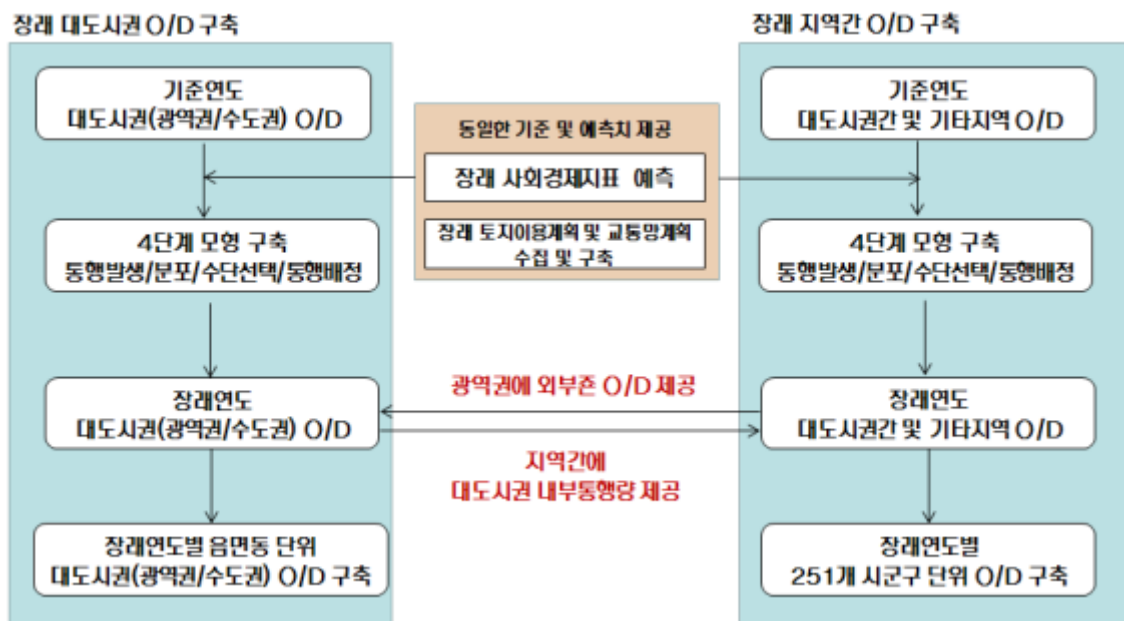 장래 대도시권 O/D 구축
기준연도
대도시권(광역권/수도권) O/D
4단계 모형 구축
통행발생/분포/수단선택/통행배정
장래연도
대도시권(광역권/수도권) O/D
장래연도별 읍면동 단위
대도시권(광역권/수도권) O/D 구축
동일한 기준 및 예측치 제공
장래 사회경제지표 예측
장래 토지이용계획 및 교통망계획
수집 및 구축
광역권에 외부존 O/D 제공
지역간에
대도시권 내부통행량 제공
장래 지역간 O/D 구축
기준연도
대도시권간 및 기타지역 O/D
4단계 모형 구축
통행발생/분포/수단선택/통행배정
장래연도
대도시권간 및 기타지역 O/D
장래연도별
251개 시군구 단위 O/D 구축